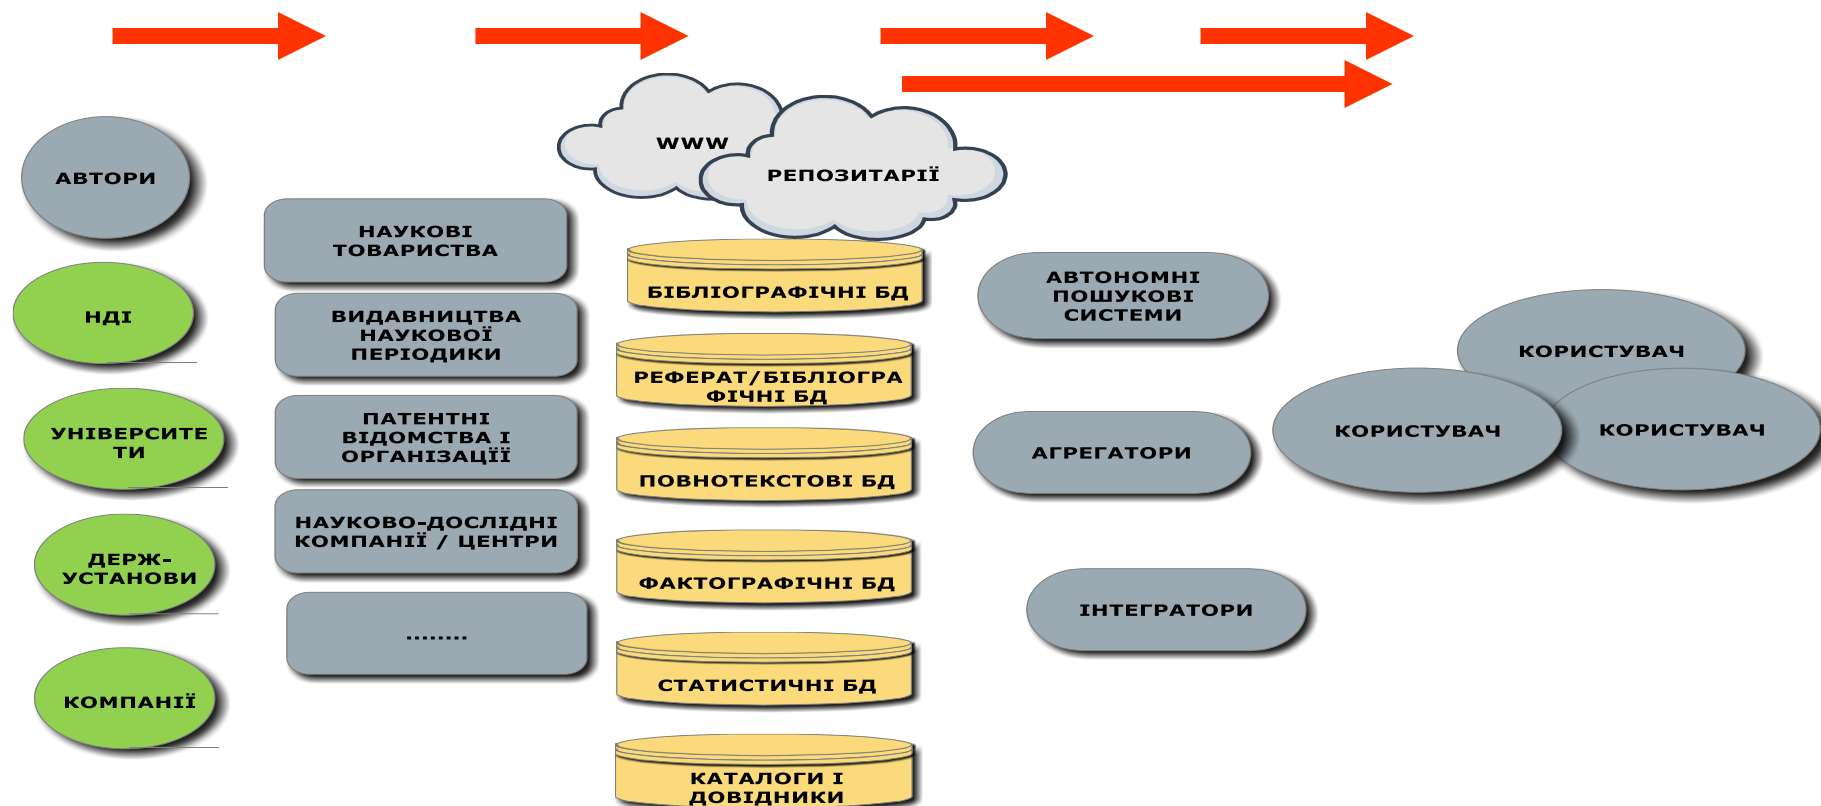 www
РЕПОЗИТАРІЇ
АВТОРИ
НДІ
УНІВЕРСИТЕ
ТИ
ДЕРЖ-
УСТАНОВИ
КОМПАНІЇ
НАУКОВІ
ТОВАРИСТВА
ВИДАВНИЦТВА
НАУКОВОЇ
ПЕРІОДИКИ
ПАТЕНТНІ
ВІДОМСТВА І
ОРГАНІЗАЦІЇ
НАУКОВО-ДОСЛІДНІ
КОМПАНІЇ / ЦЕНТРИ
........
БІБЛІОГРАФІЧНІ БД
РЕФЕРАТ/БІБЛІОГРА
ФІЧНІ БД
ПОВНОТЕКСТОВІ БД
ФАКТОГРАФІЧНІ БД
СТАТИСТИЧНІ БД
КАТАЛОГИ І
ДОВІДНИКИ
АВТОНОМНІ
ПОШУКОВІ
СИСТЕМИ
АГРЕГАТОРИ
ІНТЕГРАТОРИ
КОРИСТУВАЧ
КОРИСТУВАЧ
КОРИСТУВАЧ